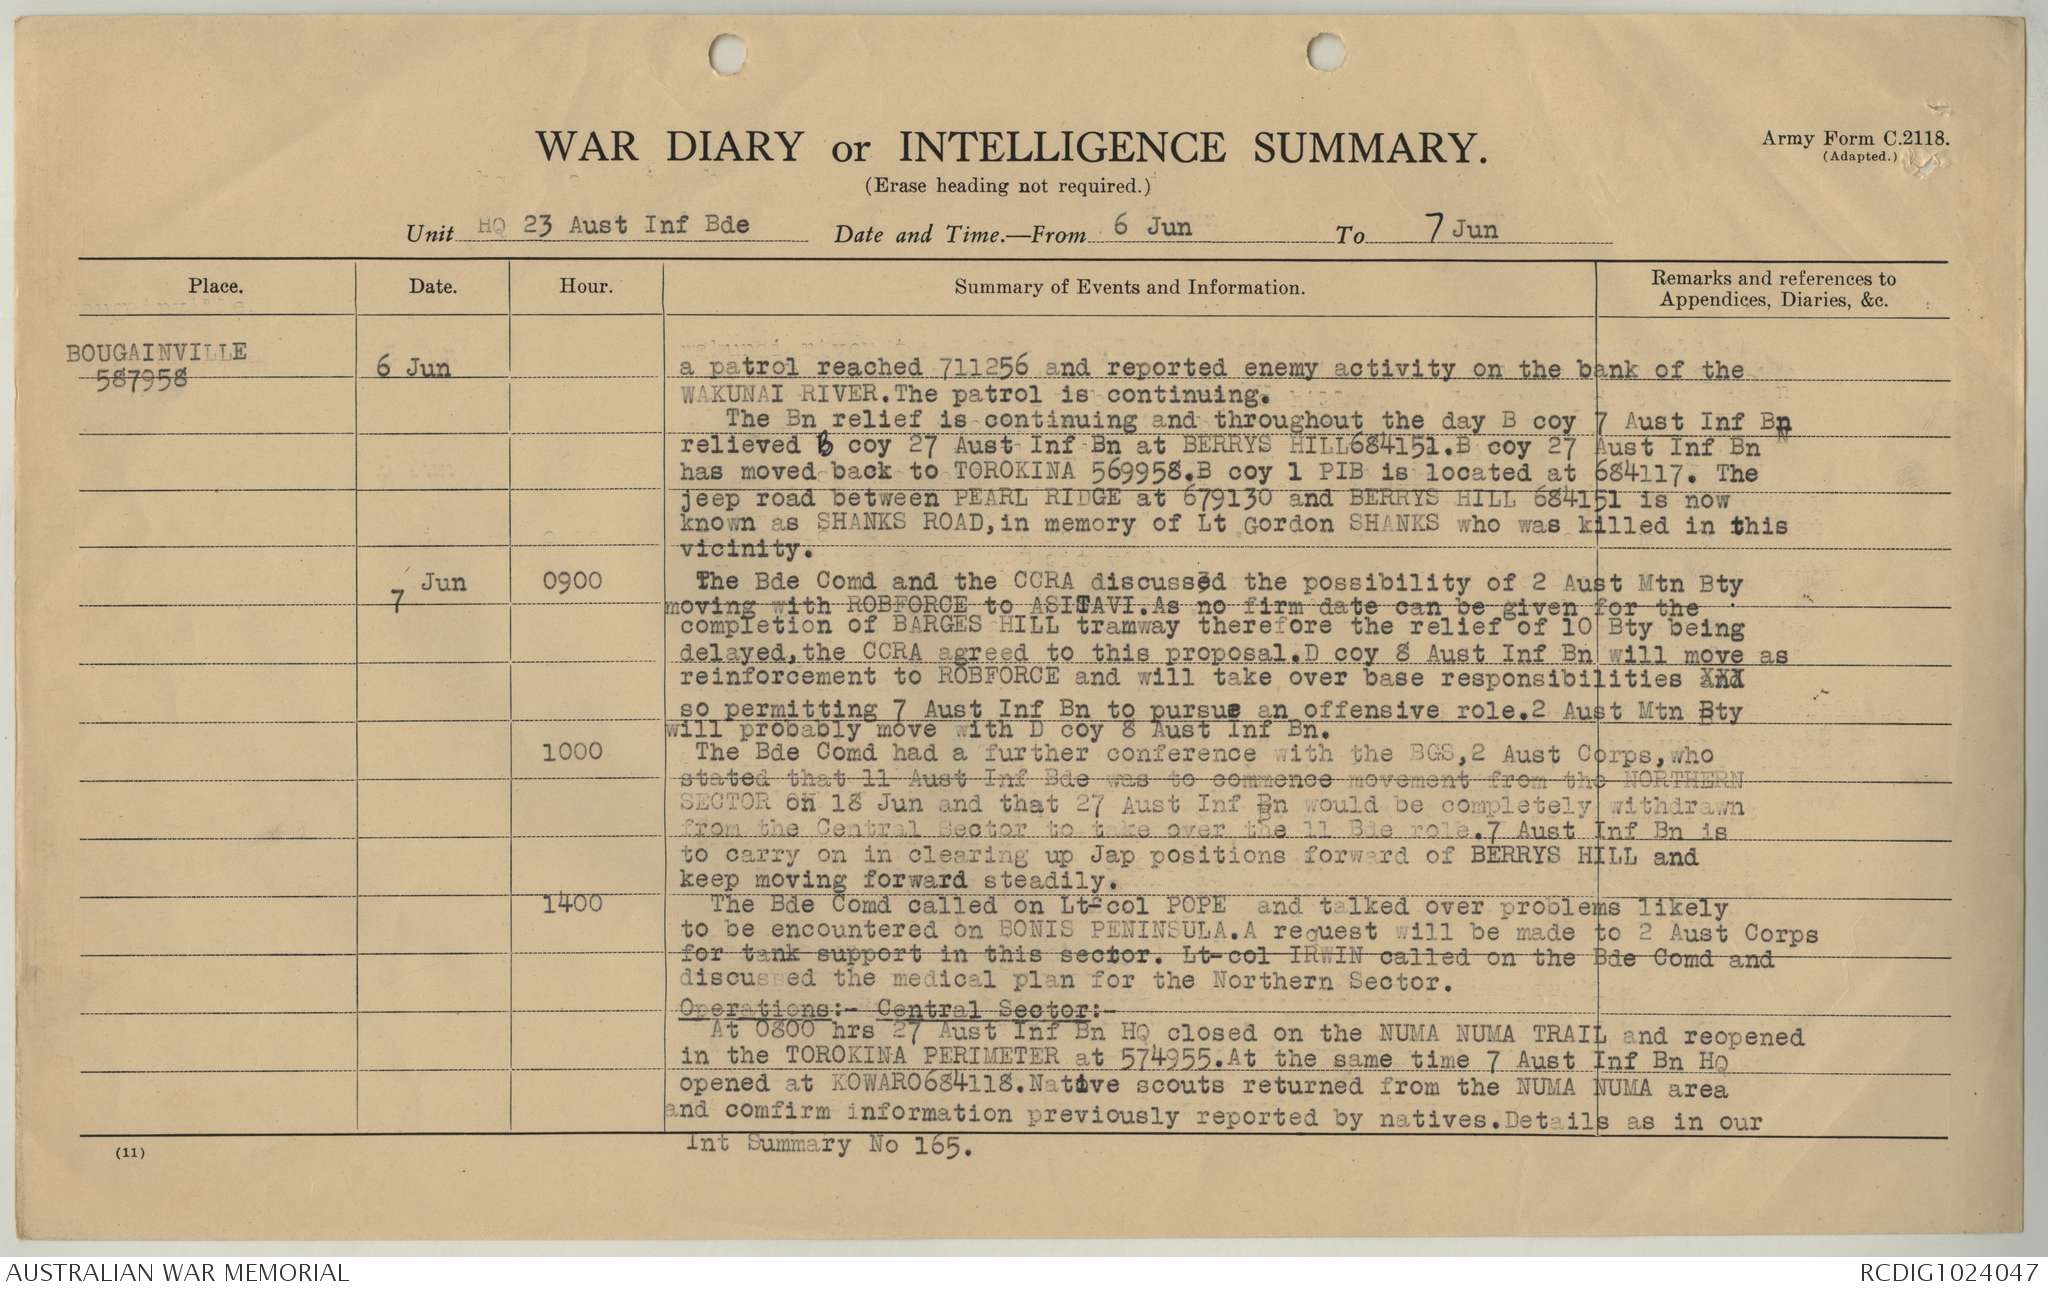 WAR DIARY or INTELLIGENCE SUMMARY.
Army Form C.2118.
(Adapted.)
(Erase heading not required.)
Unit HQ 23 Aust Inf Bde Date and Time.—From 6 Jun To 7 Jun
Place. Date. Hour. Summary of Events and Information. Remarks and references to Appendices, Diaries, &c.
BOUGAINVILLE
587958
6 Jun
a patrol reached 711256 and reported enemy activity on the bank of the
WAKUNAI RIVER.The patrol is continuing.
The Bn relief is continuing and throughout the day B coy 7 Aust Inf Bn
relieved B coy 27 Aust Inf Bn at BERRYS HILL684151.B coy 27 Aust Inf Bn
has moved back to TOROKINA 569958.B coy 1 PIB is located at 684117. The
jeep road between PEARL RIDGE at 679130 and BERRYS HILL 684151 is now
known as SHANKS ROAD,in memory of Lt Gordon SHANKS who was killed in this
vicinity.
7 Jun 0900 The Bde Comd and the CCRA discussed the possibility of 2 Aust Mtn Bty
moving with ROBFORCE to ASITAVI.As no firm date can be given for the
completion of BARGES HILL tramway therefore the relief of 10 Bty being
delayed,the CCRA agreed to this proposal.D coy 8 Aust Inf Bn will move as
reinforcement to ROBFORCE and will take over base responsibilities and
so permitting 7 Aust Inf Bn to pursue an offensive role.2 Aust Mtn Bty
will probably move with D coy 8 Aust Inf Bn.
1000 The Bde Comd had a further conference with the BGS,2 Aust Corps,who
stated that 11 Aust Inf Bde was to commence movement from the NORTHERN
SECTOR on 18 Jun and that 27 Aust Inf Bn would be completely withdrawn
from the Central Sector to take over the 11 Bde role.7 Aust Inf Bn is
to carry on in clearing up Jap positions forward of BERRYS HILL and
keep moving forward steadily.
1400 The Bde Comd called on Lt-col POPE and talked over problems likely
to be encountered on BONIS PENINSULA.A request will be made to 2 Aust Corps
for tank support in this sector. Lt-col IRWIN called on the Bde Comd and
discussed the medical plan for the Northern Sector.
Operations:- Central Sector:-
At 0800 hrs 27 Aust Inf Bn HQ closed on the NUMA NUMA TRAIL and reopened
in the TOROKINA PERIMETER at 574955.At the same time 7 Aust Inf Bn HQ
opened at KOWARO684118.Native scouts returned from the NUMA NUMA area
and comfirm information previously reported by natives.Details as in our
Int Summary No 165.
(11)
AUSTRALIAN WAR MEMORIAL
RCDIG1024047